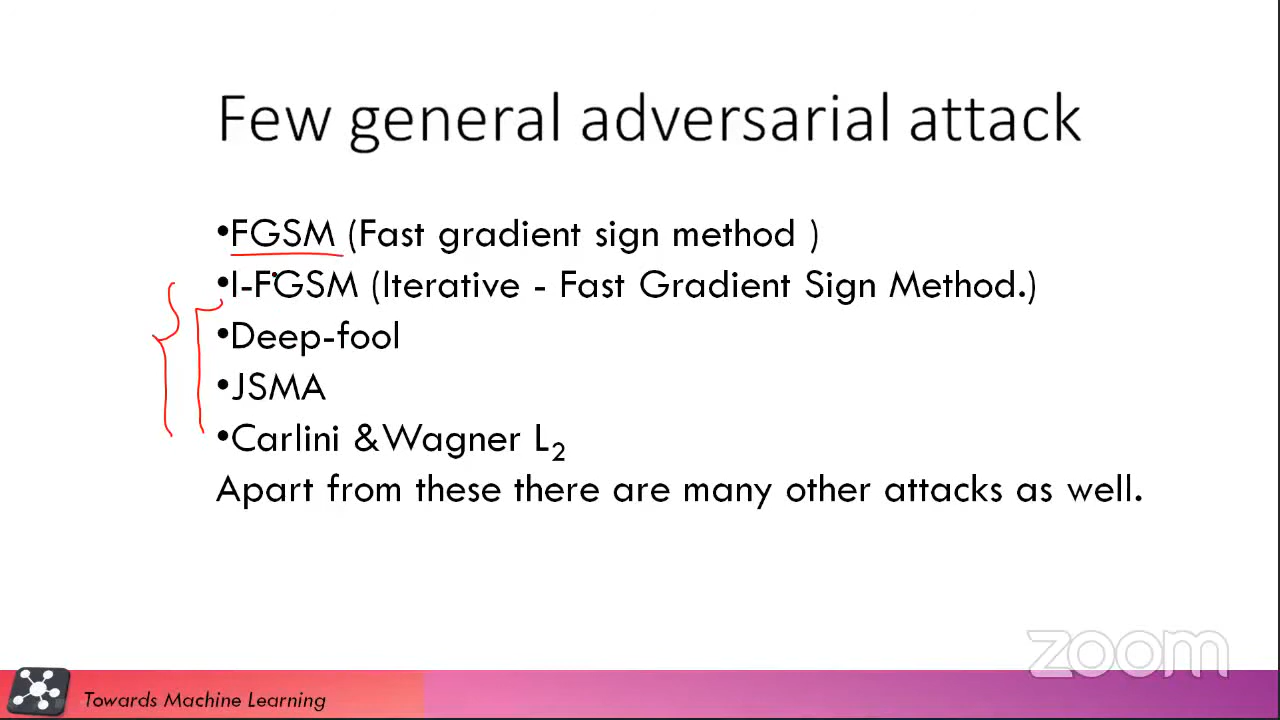 Few general adversarial attack
•FGSM (Fast gradient sign method )
•I-FGSM (Iterative - Fast Gradient Sign Method.)
•Deep-fool
•JSMA
•Carlini &Wagner L₂
Apart from these there are many other attacks as well.
zoom
Towards Machine Learning